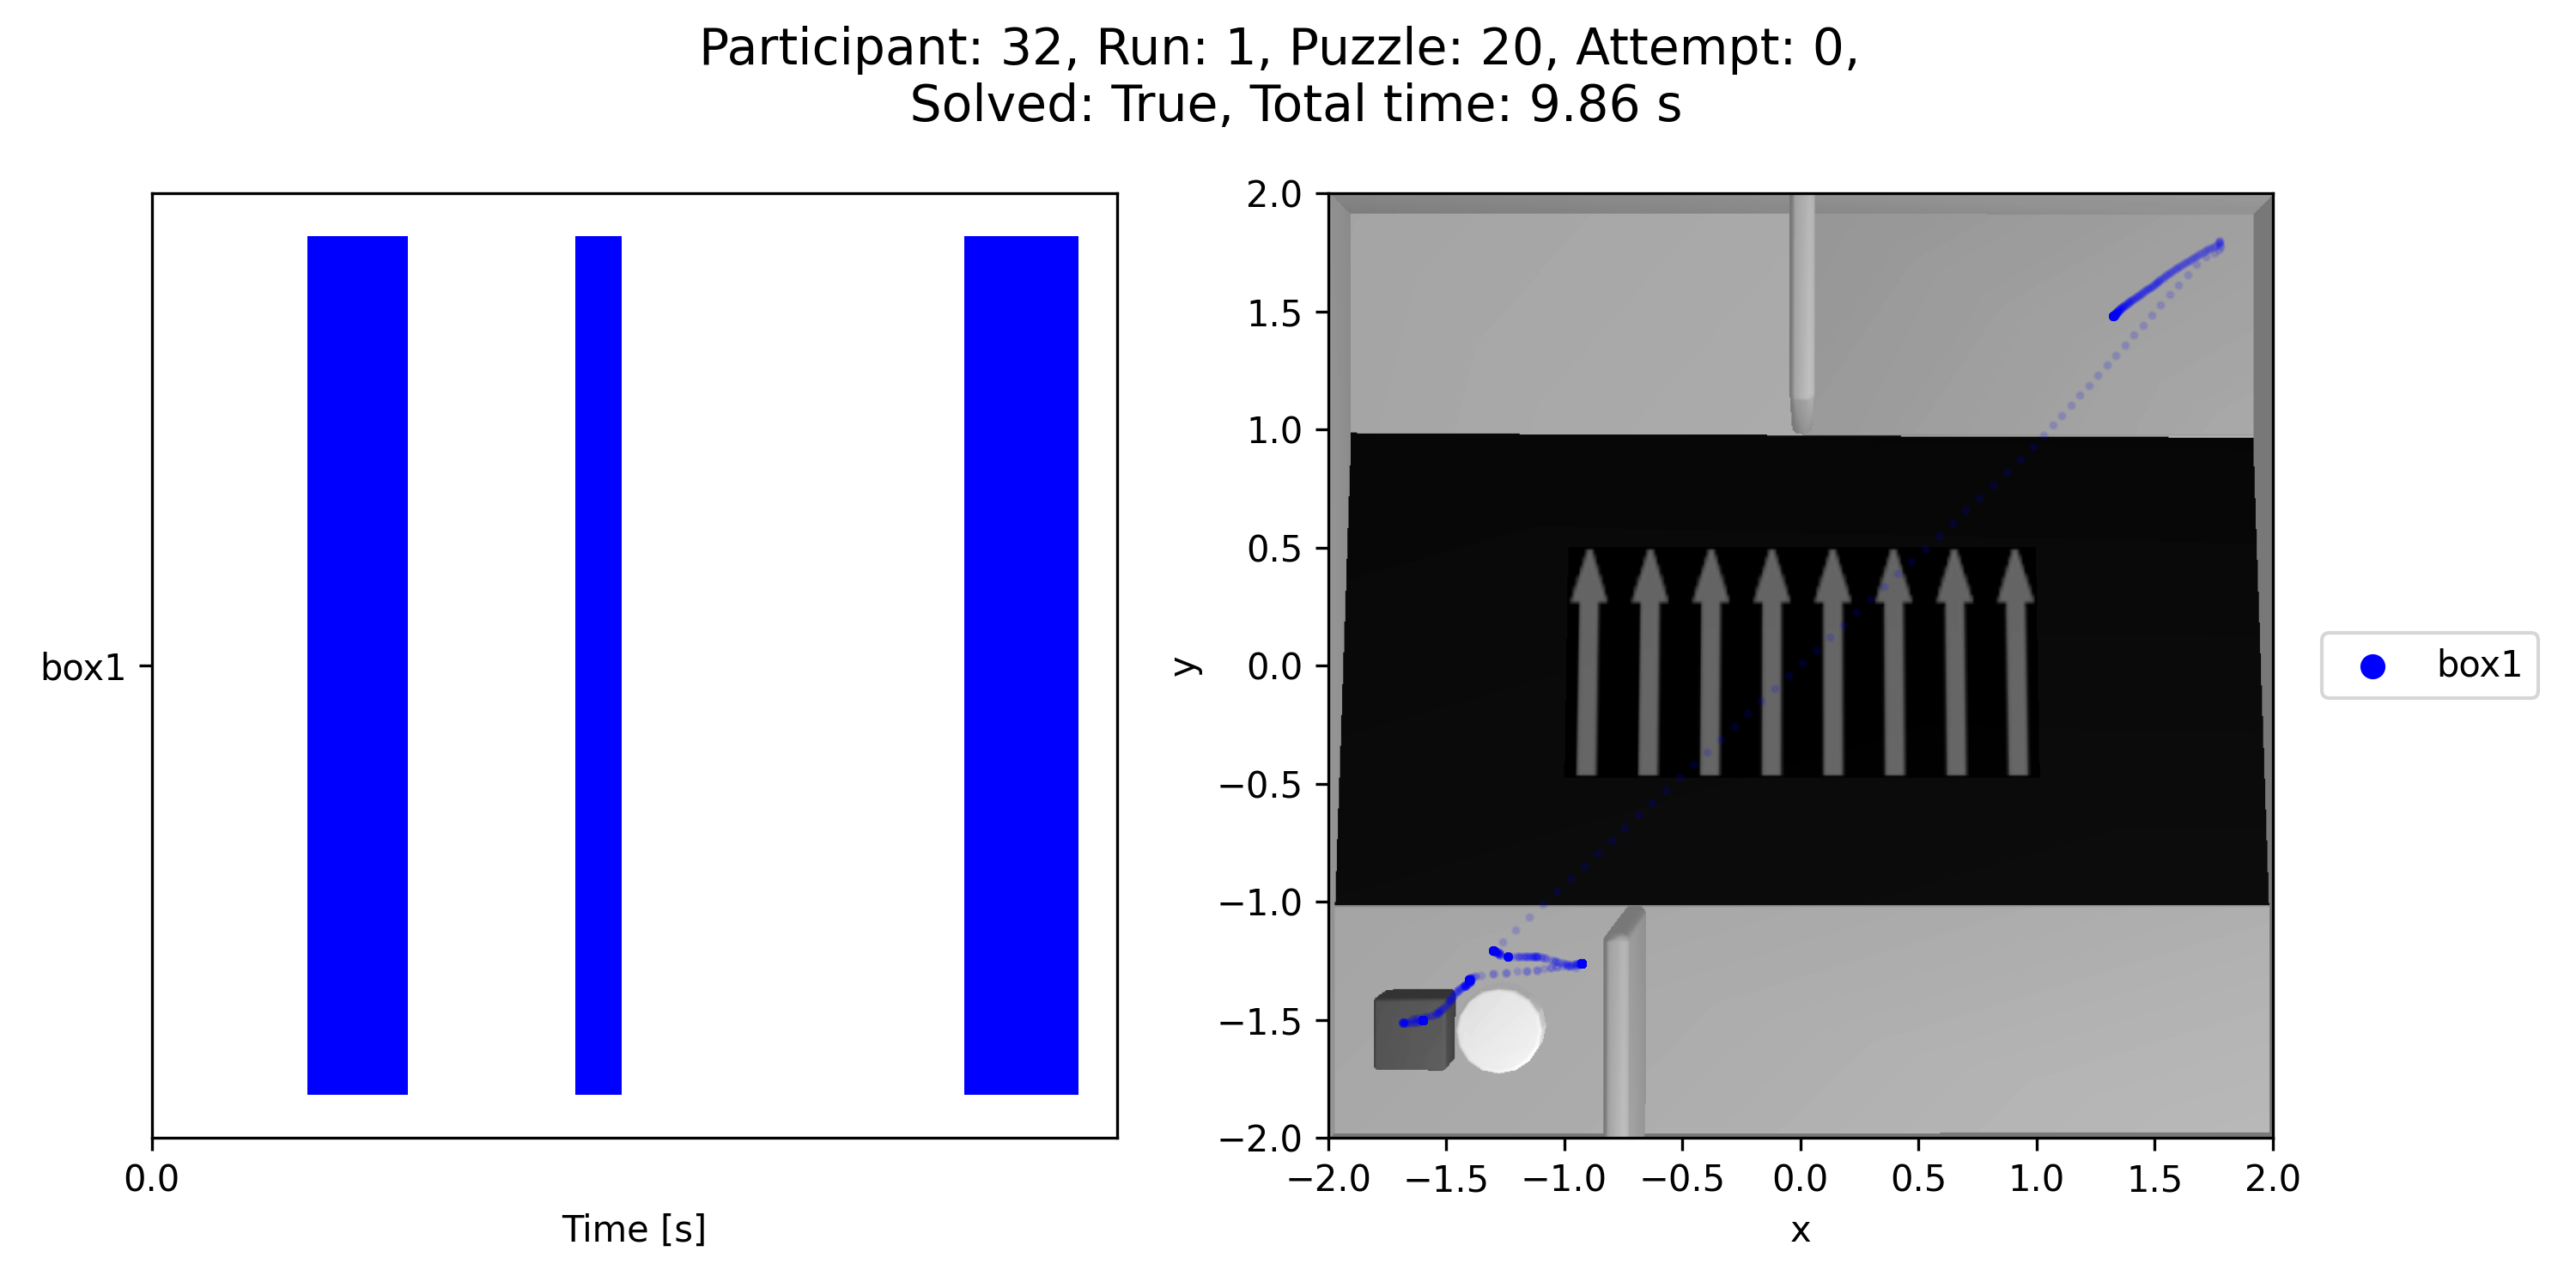 Participant: 32, Run: 1, Puzzle: 20, Attempt: 0,
Solved: True, Total time: 9.86 s
box1
0.0
Time [s]
2.0
1.5
1.0
0.5
0.0
−0.5
−1.0
−1.5
−2.0
y
−2.0 −1.5 −1.0 −0.5 0.0 0.5 1.0 1.5 2.0
x
box1